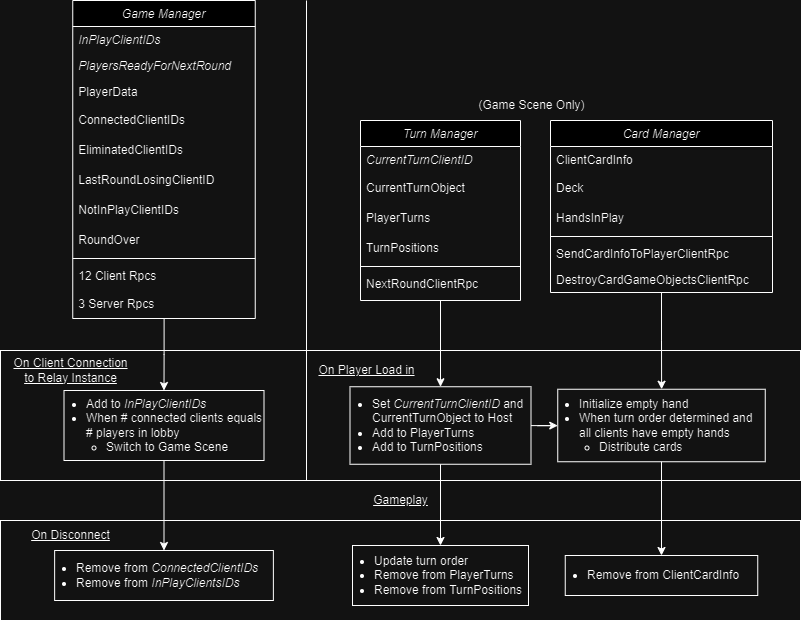 Game Manager
InPlayClientIDs
PlayersReadyForNextRound
PlayerData
ConnectedClientIDs
EliminatedClientIDs
LastRoundLosingClientID
NotInPlayClientIDs
RoundOver
12 Client Rpcs
3 Server Rpcs
(Game Scene Only)
Turn Manager
CurrentTurnClientID
CurrentTurnObject
PlayerTurns
TurnPositions
NextRoundClientRpc
Card Manager
ClientCardInfo
Deck
HandsInPlay
SendCardInfoToPlayerClientRpc
DestroyCardGameObjectsClientRpc
On Client Connection
to Relay Instance
• Add to InPlayClientIDs
• When # connected clients equals
# players in lobby
○ Switch to Game Scene
On Player Load in
• Set CurrentTurnClientID and
CurrentTurnObject to Host
• Add to PlayerTurns
• Add to TurnPositions
• Initialize empty hand
• When turn order determined and
all clients have empty hands
○ Distribute cards
Gameplay
On Disconnect
• Remove from ConnectedClientIDs
• Remove from InPlayClientsIDs
• Update turn order
• Remove from PlayerTurns
• Remove from TurnPositions
• Remove from ClientCardInfo